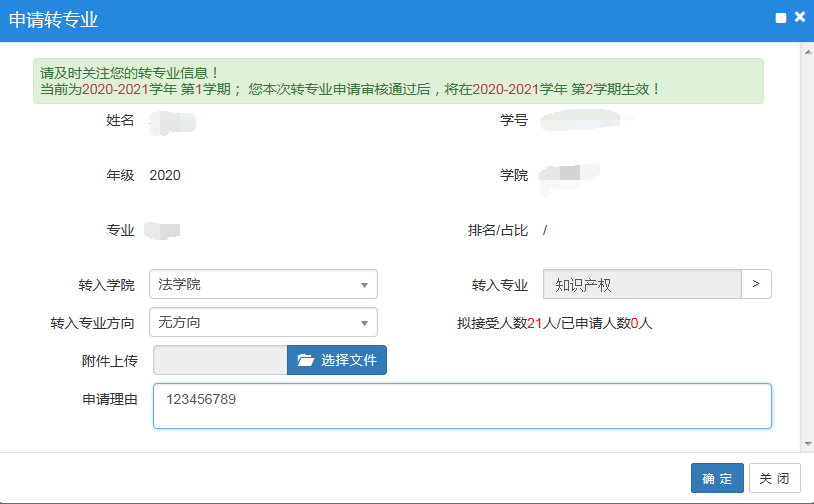 申请转专业
请及时关注您的转专业信息！
当前为2020-2021学年 第1学期； 您本次转专业申请审核通过后，将在2020-2021学年 第2学期生效！
姓名 学号
年级 2020 学院
专业 排名/占比 /
转入学院 法学院 转入专业 知识产权 >
转入专业方向 无方向 拟接受人数21人/已申请人数0人
附件上传 选择文件
申请理由 123456789
确 定 关 闭